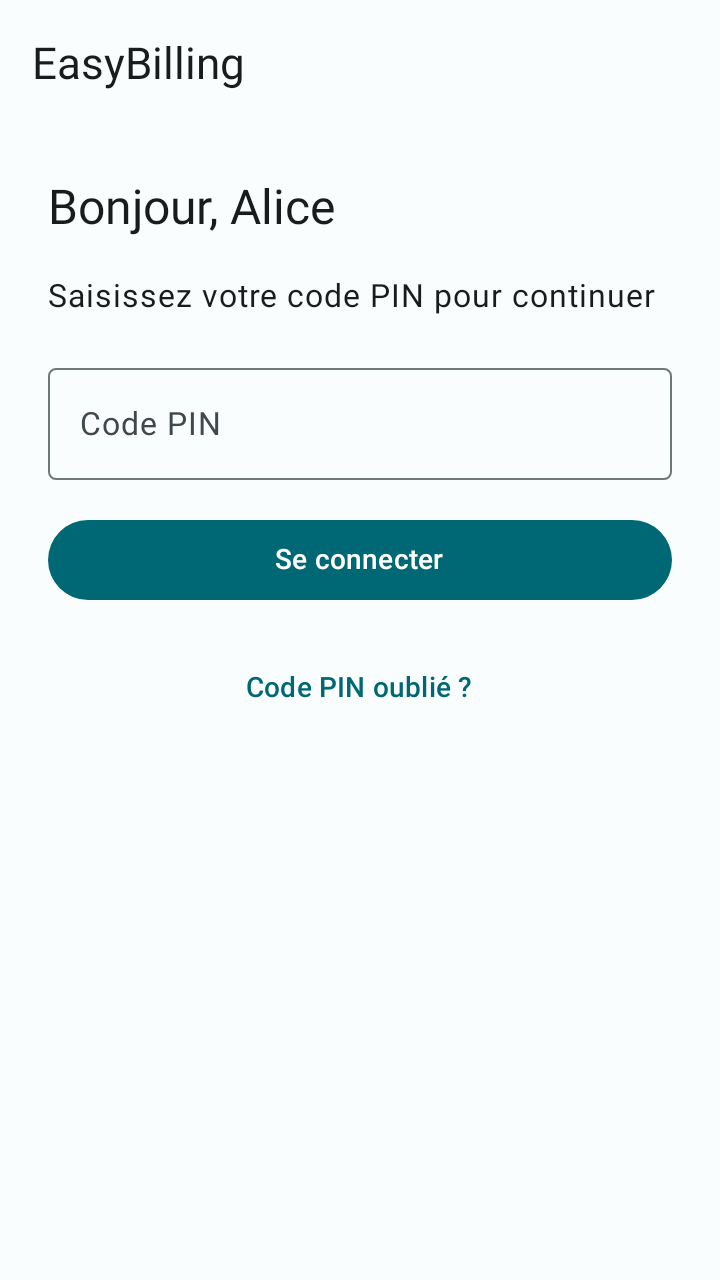 EasyBilling
Bonjour, Alice
Saisissez votre code PIN pour continuer
Code PIN
Se connecter
Code PIN oublié ?